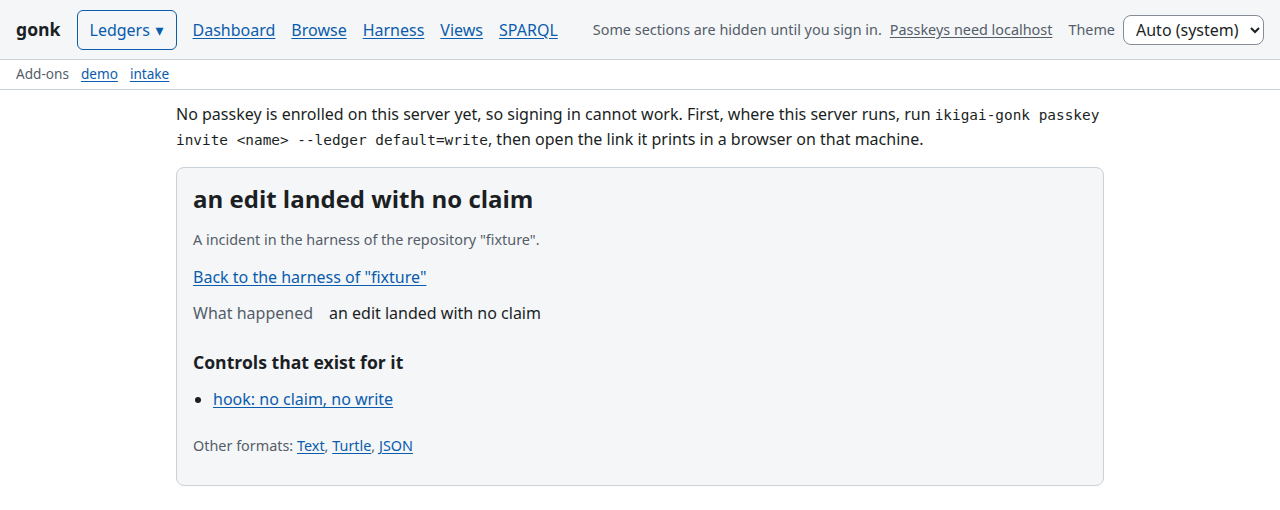 gonk Ledgers ▾ Dashboard Browse Harness Views SPARQL Some sections are hidden until you sign in. Passkeys need localhost Theme Auto (system)
Add-ons demo intake
No passkey is enrolled on this server yet, so signing in cannot work. First, where this server runs, run ikigai-gonk passkey
invite <name> --ledger default=write, then open the link it prints in a browser on that machine.
an edit landed with no claim
A incident in the harness of the repository "fixture".
Back to the harness of "fixture"
What happened an edit landed with no claim
Controls that exist for it
• hook: no claim, no write
Other formats: Text, Turtle, JSON